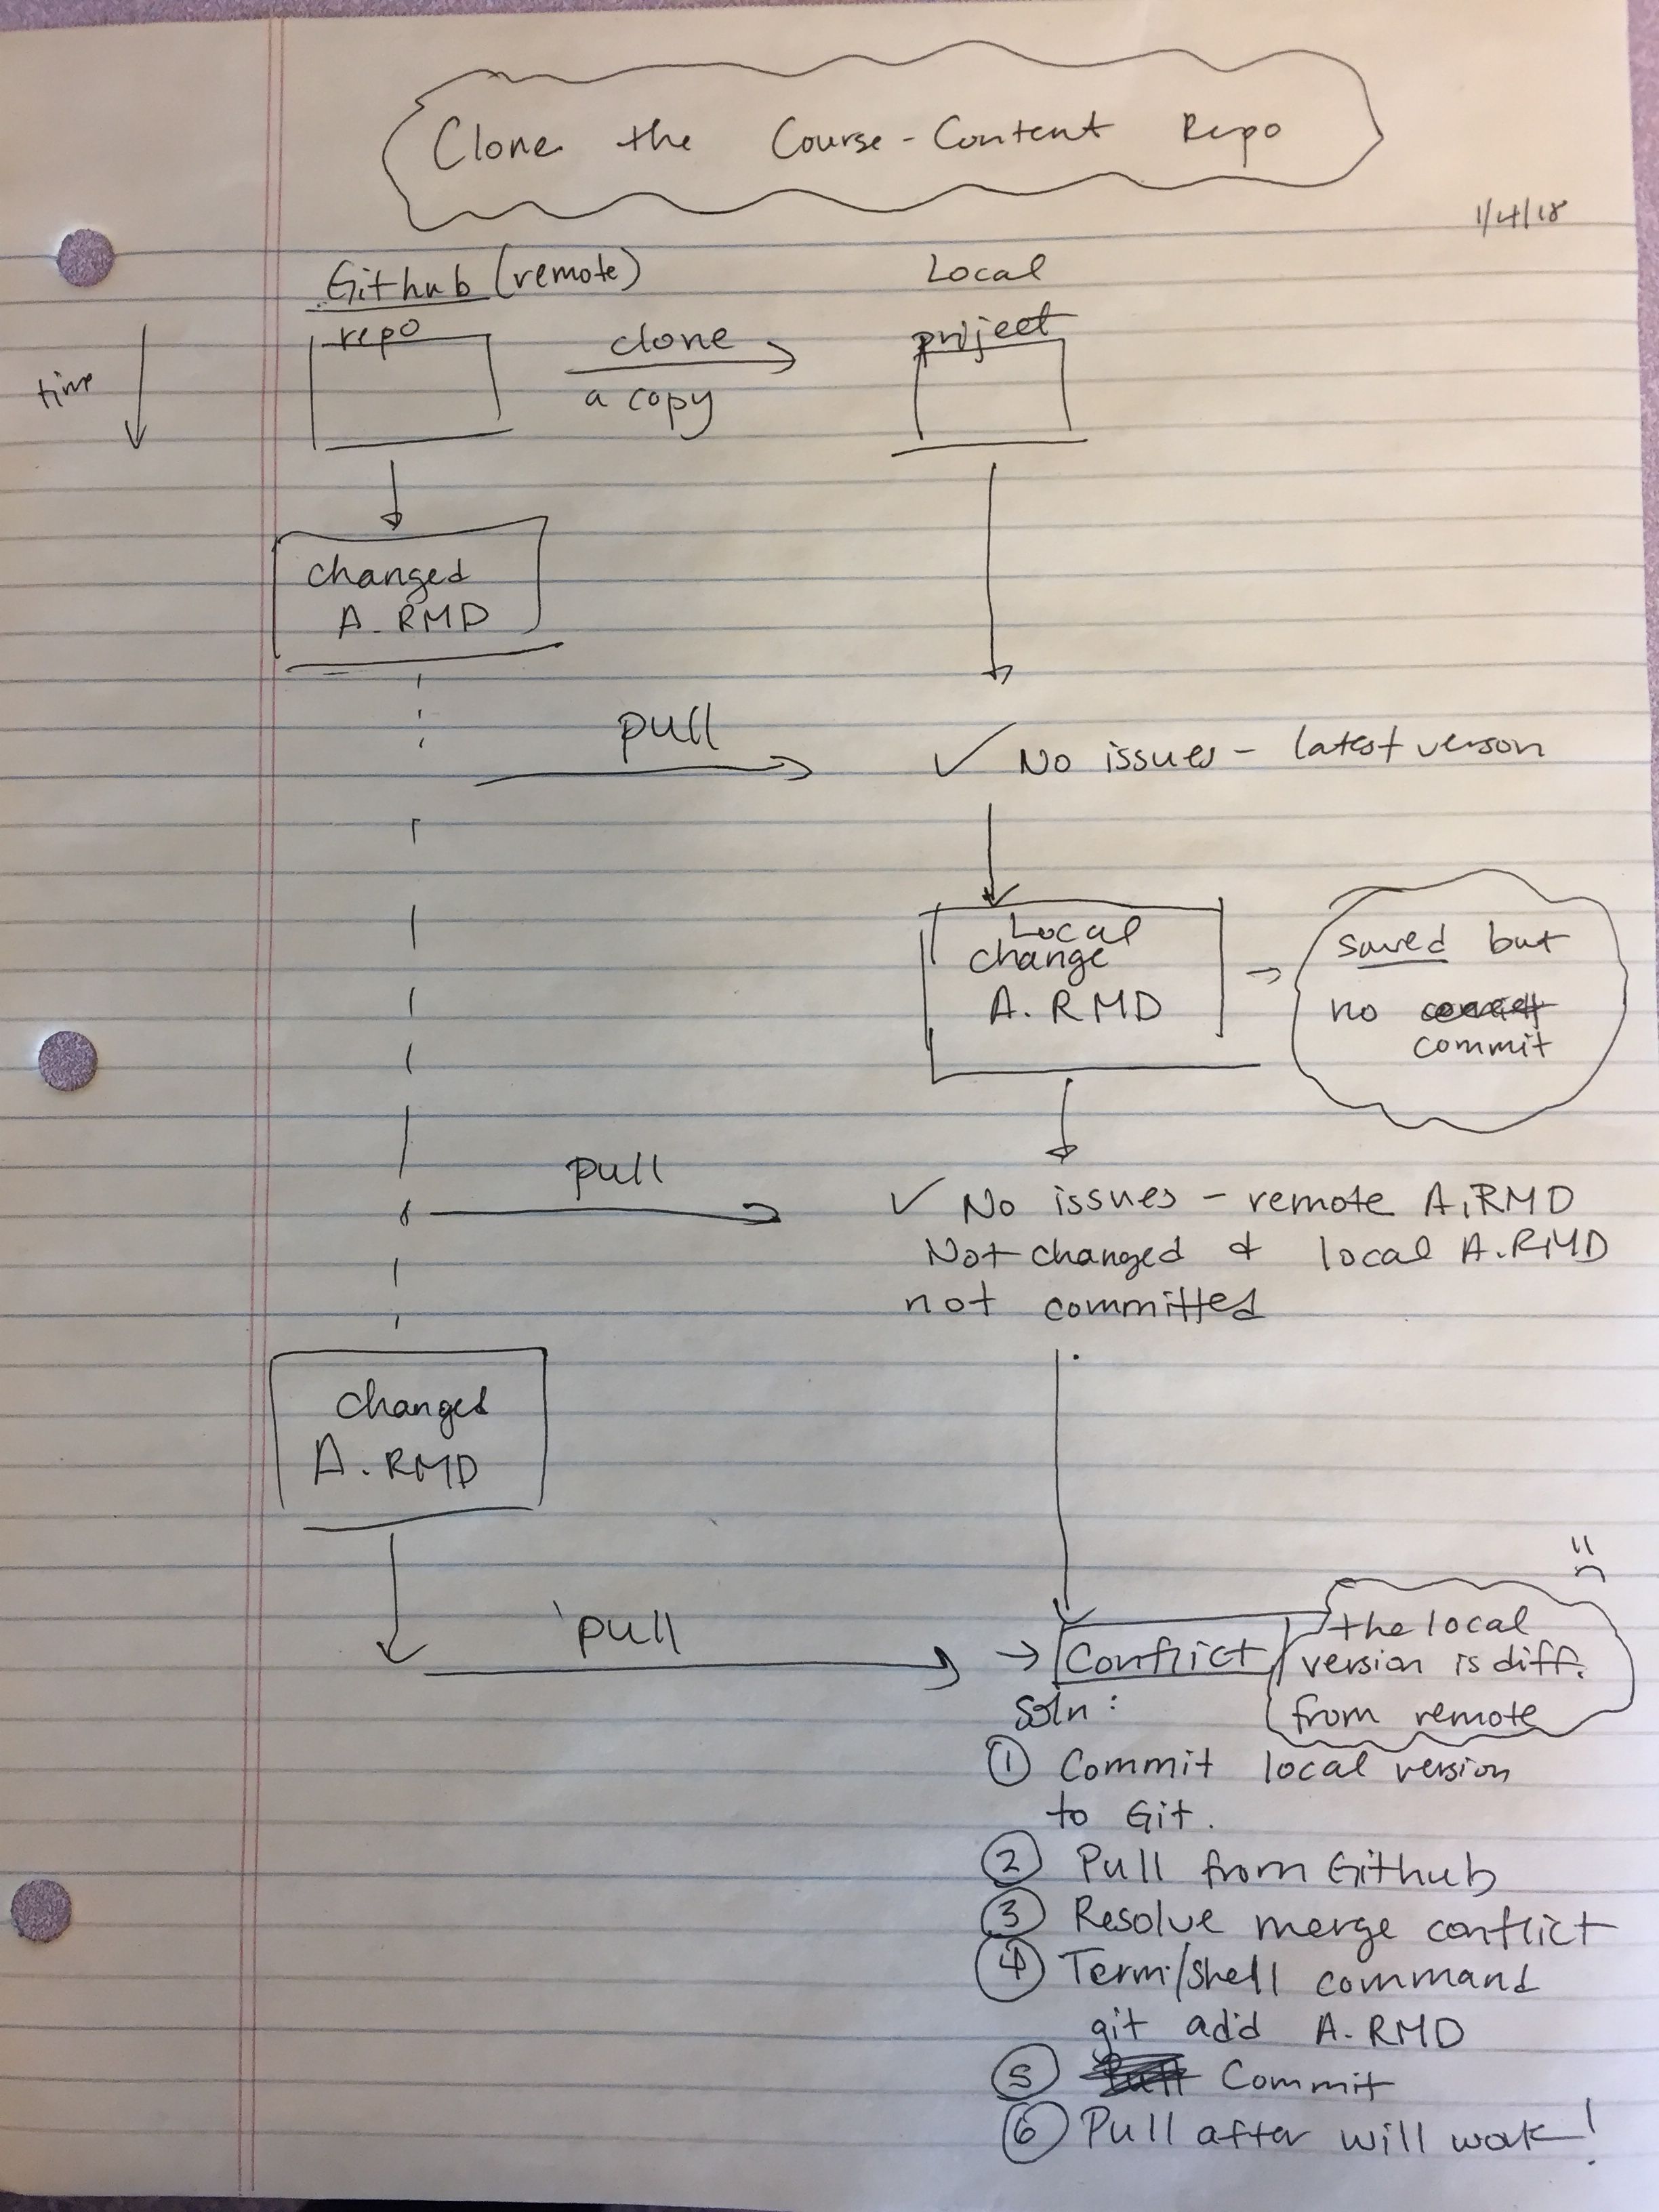 Clone the Course-Content Repo
1/4/18
Github (remote)
Local
repo
clone
project
time
a copy
changed
A.RMD
pull
✓ No issues - latest verson
Local
change
A.RMD
saved but
no
commit
pull
✓ No issues - remote A.RMD
Not changed & local A.RMD
not committed
changed
A.RMD
pull
→ Conflict
the local
version is diff.
from remote
Soln:
① Commit local version
to Git.
② Pull from Github
③ Resolve merge conflict
④ Term/shell command
git add A.RMD
⑤ Commit
⑥ Pull after will work!